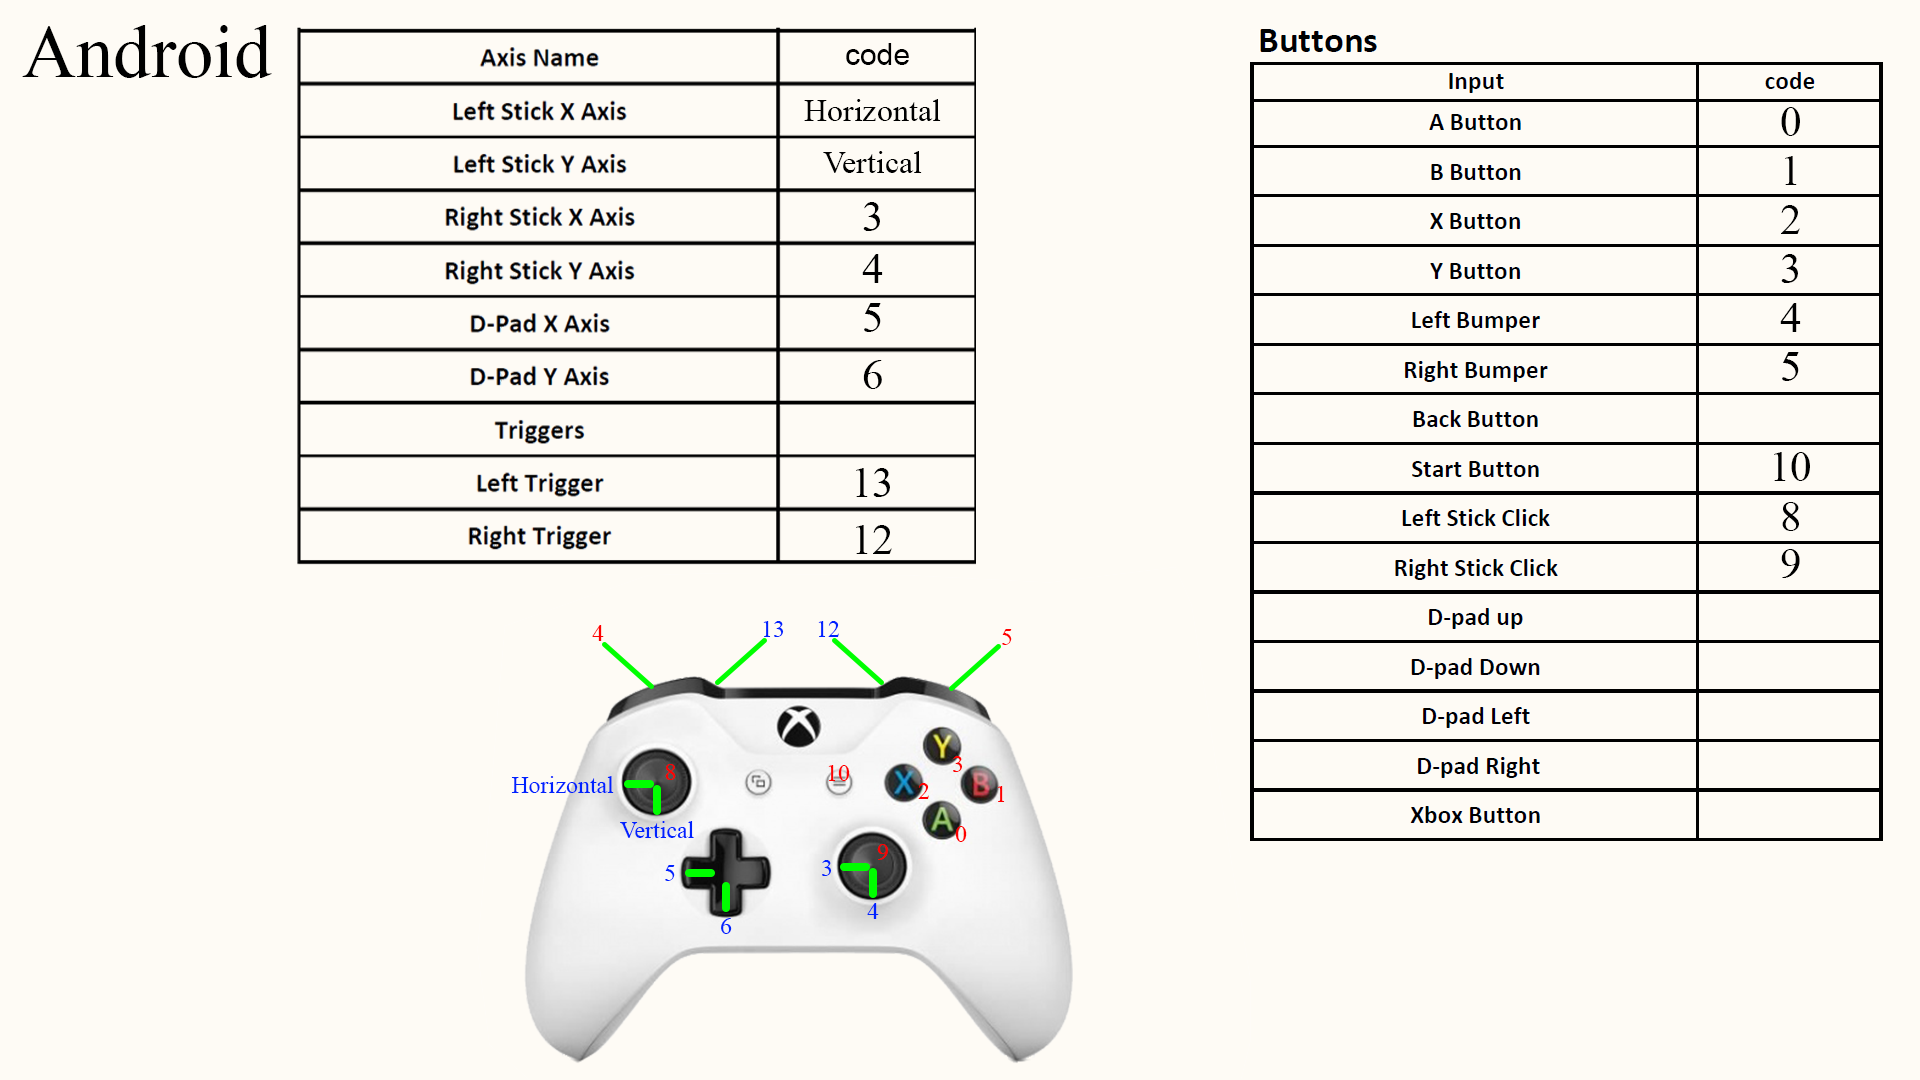 Android
Axis Name code
Left Stick X Axis Horizontal
Left Stick Y Axis Vertical
Right Stick X Axis 3
Right Stick Y Axis 4
D-Pad X Axis 5
D-Pad Y Axis 6
Triggers
Left Trigger 13
Right Trigger 12
Buttons
Input code
A Button 0
B Button 1
X Button 2
Y Button 3
Left Bumper 4
Right Bumper 5
Back Button
Start Button 10
Left Stick Click 8
Right Stick Click 9
D-pad up
D-pad Down
D-pad Left
D-pad Right
Xbox Button
4 13 12 5
Y 3
8 10 X 2 B 1
Horizontal
Vertical
A 0
5 3 9
6 4